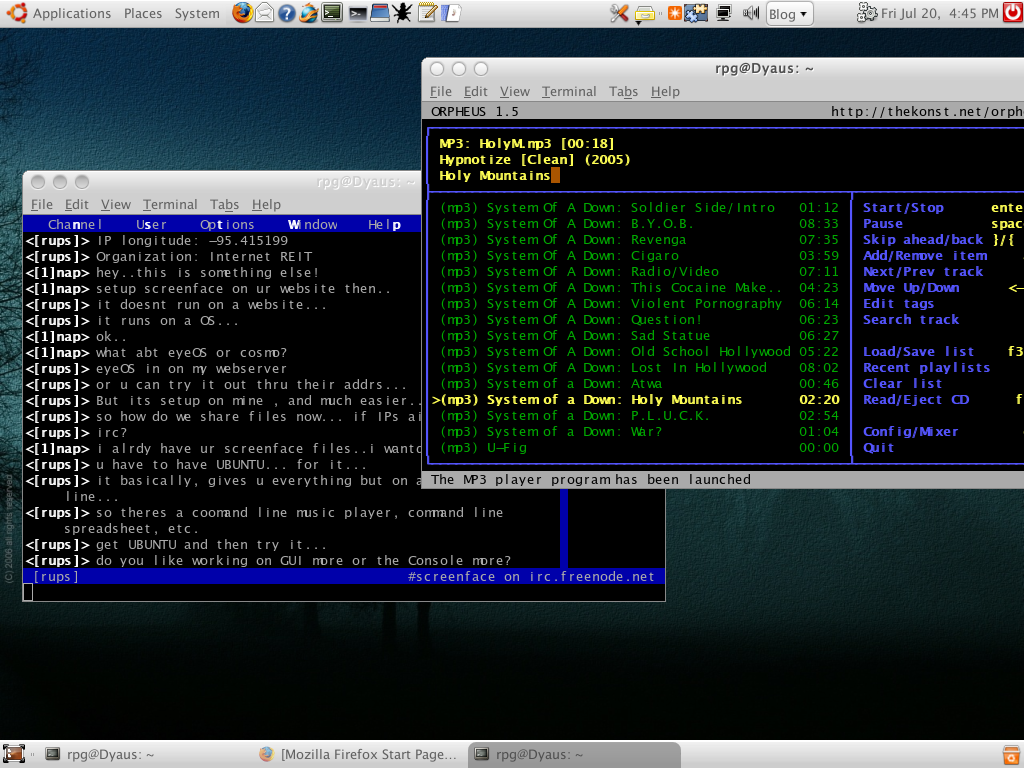 Applications Places System Blog Fri Jul 20, 4:45 PM
rpg@Dyaus: ~
File Edit View Terminal Tabs Help
ORPHEUS 1.5 http://thekonst.net/orph
MP3: HolyM.mp3 [00:18]
Hypnotize [Clean] (2005)
Holy Mountains
(mp3) System Of A Down: Soldier Side/Intro 01:12 Start/Stop ente
(mp3) System Of A Down: B.Y.O.B. 08:33 Pause spac
(mp3) System Of A Down: Revenga 07:35 Skip ahead/back }/{
(mp3) System Of A Down: Cigaro 03:59 Add/Remove item
(mp3) System Of A Down: Radio/Video 07:11 Next/Prev track
(mp3) System Of A Down: This Cocaine Make.. 04:23 Move Up/Down <—
(mp3) System Of A Down: Violent Pornography 06:14 Edit tags
(mp3) System Of A Down: Question! 06:23 Search track
(mp3) System Of A Down: Sad Statue 06:27
(mp3) System Of A Down: Old School Hollywood 05:22 Load/Save list f3
(mp3) System Of A Down: Lost In Hollywood 08:02 Recent playlists
(mp3) System of a Down: Atwa 00:46 Clear list
>(mp3) System of a Down: Holy Mountains 02:20 Read/Eject CD f
(mp3) System of a Down: P.L.U.C.K. 02:54
(mp3) System of a Down: War? 01:04 Config/Mixer
(mp3) U—Fig 00:00 Quit
The MP3 player program has been launched
rpg@Dyaus: ~
File Edit View Terminal Tabs Help
Channel User Options Window Help
<[rups]> IP longitude: —95.415199
<[rups]> Organization: Internet REIT
<[1]nap> hey..this is something else!
<[1]nap> setup screenface on ur website then..
<[rups]> it doesnt run on a website...
<[rups]> it runs on a OS...
<[1]nap> ok..
<[1]nap> what abt eyeOS or cosmo?
<[rups]> eyeOS in on my webserver
<[rups]> or u can try it out thru their addrs...
<[rups]> But its setup on mine , and much easier..
<[rups]> so how do we share files now... if IPs ai
<[rups]> irc?
<[1]nap> i alrdy have ur screenface files..i wantd
<[rups]> u have to have UBUNTU... for it...
<[rups]> it basically, gives u everything but on a
line...
<[rups]> so theres a coomand line music player, command line
spreadsheet, etc.
<[rups]> get UBUNTU and then try it...
<[rups]> do you like working on GUI more or the Console more?
[rups] #screenface on irc.freenode.net
(C) 2006 all rights reserved
rpg@Dyaus: ~ [Mozilla Firefox Start Page... rpg@Dyaus: ~